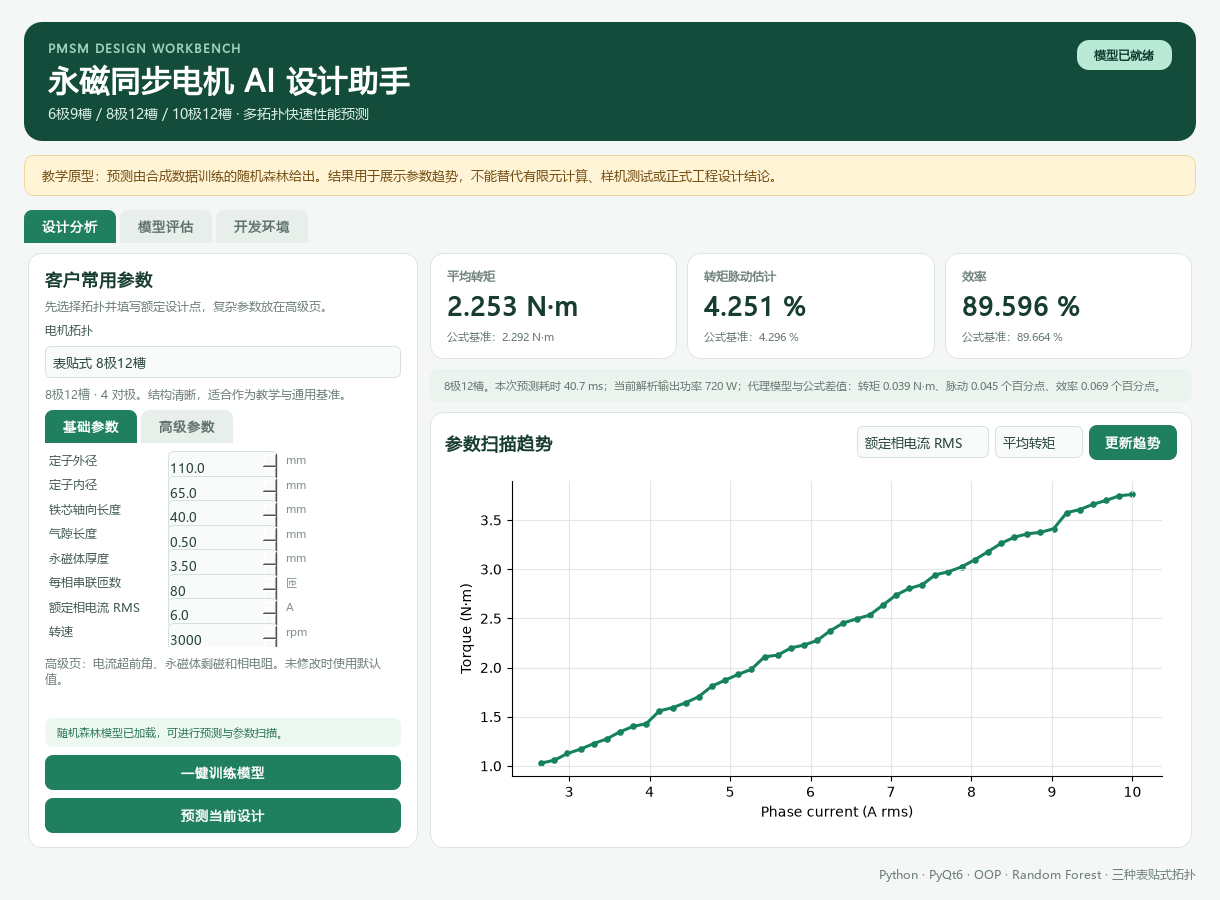 PMSM DESIGN WORKBENCH
永磁同步电机 AI 设计助手
6极9槽 / 8极12槽 / 10极12槽 · 多拓扑快速性能预测
模型已就绪
教学原型：预测由合成数据训练的随机森林给出。结果用于展示参数趋势，不能替代有限元计算、样机测试或正式工程设计结论。
设计分析
模型评估
开发环境
客户常用参数
先选择拓扑并填写额定设计点，复杂参数放在高级页。
电机拓扑
表贴式 8极12槽
8极12槽 · 4 对极。结构清晰，适合作为教学与通用基准。
基础参数
高级参数
定子外径 110.0 mm
定子内径 65.0 mm
铁芯轴向长度 40.0 mm
气隙长度 0.50 mm
永磁体厚度 3.50 mm
每相串联匝数 80 匝
额定相电流 RMS 6.0 A
转速 3000 rpm
高级页：电流超前角、永磁体剩磁和相电阻。未修改时使用默认
值。
随机森林模型已加载，可进行预测与参数扫描。
一键训练模型
预测当前设计
平均转矩
2.253 N·m
公式基准：2.292 N·m
转矩脉动估计
4.251 %
公式基准：4.296 %
效率
89.596 %
公式基准：89.664 %
8极12槽。本次预测耗时 40.7 ms；当前解析输出功率 720 W；代理模型与公式差值：转矩 0.039 N·m、脉动 0.045 个百分点、效率 0.069 个百分点。
参数扫描趋势
额定相电流 RMS
平均转矩
更新趋势
Torque (N·m)
3.5
3.0
2.5
2.0
1.5
1.0
3 4 5 6 7 8 9 10
Phase current (A rms)
Python · PyQt6 · OOP · Random Forest · 三种表贴式拓扑